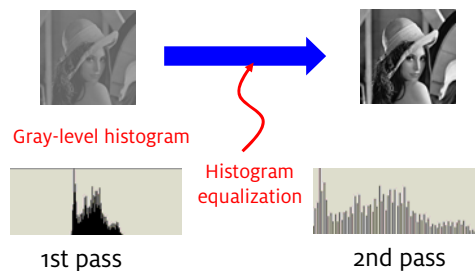 Gray-level histogram
Histogram
equalization
1st pass
2nd pass